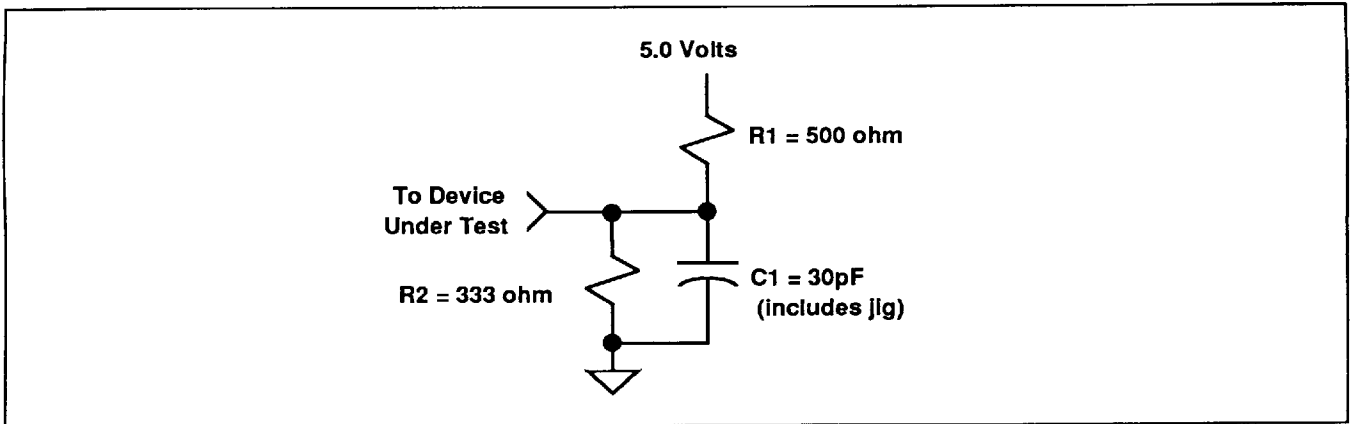 5.0 Volts
R1 = 500 ohm
To Device
Under Test
R2 = 333 ohm
C1 = 30pF
(includes jig)